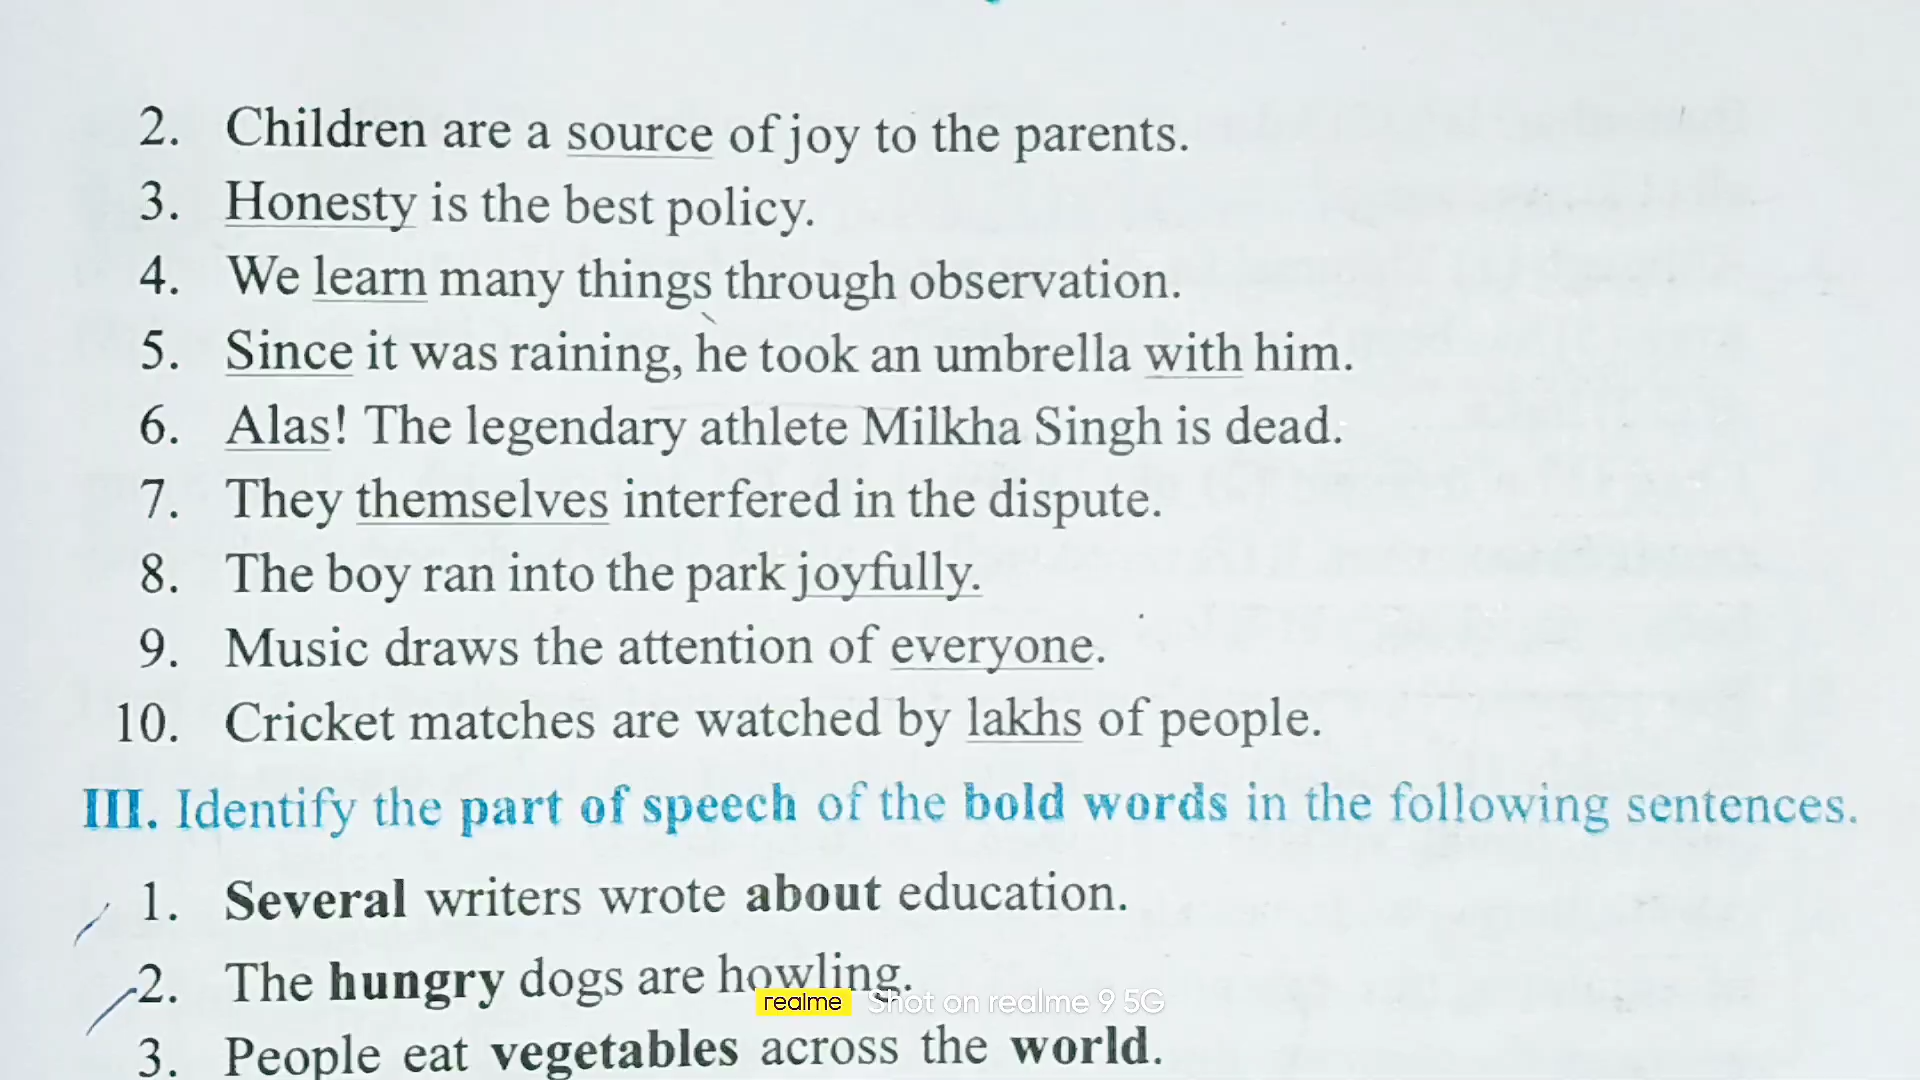 2. Children are a source of joy to the parents.
3. Honesty is the best policy.
4. We learn many things through observation.
5. Since it was raining, he took an umbrella with him.
6. Alas! The legendary athlete Milkha Singh is dead.
7. They themselves interfered in the dispute.
8. The boy ran into the park joyfully.
9. Music draws the attention of everyone.
10. Cricket matches are watched by lakhs of people.
III. Identify the part of speech of the bold words in the following sentences.
1. Several writers wrote about education.
2. The hungry dogs are howling.
realme Shot on realme 9 5G
3. People eat vegetables across the world.